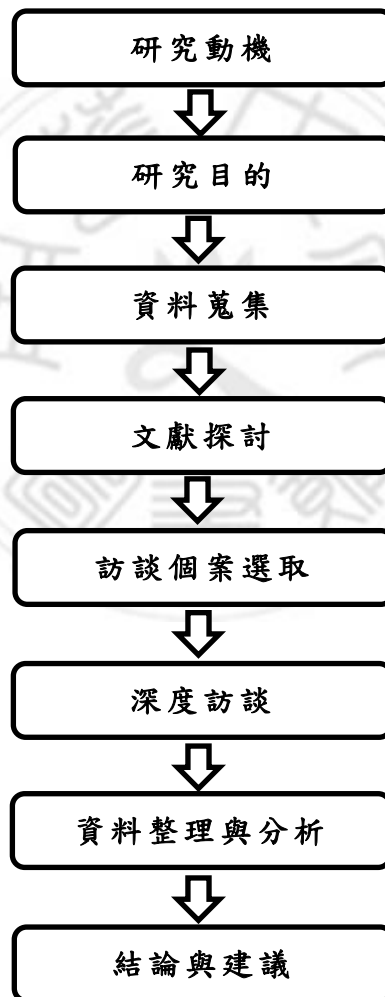 研究動機
研究目的
資料蒐集
文獻探討
訪談個案選取
深度訪談
資料整理與分析
結論與建議